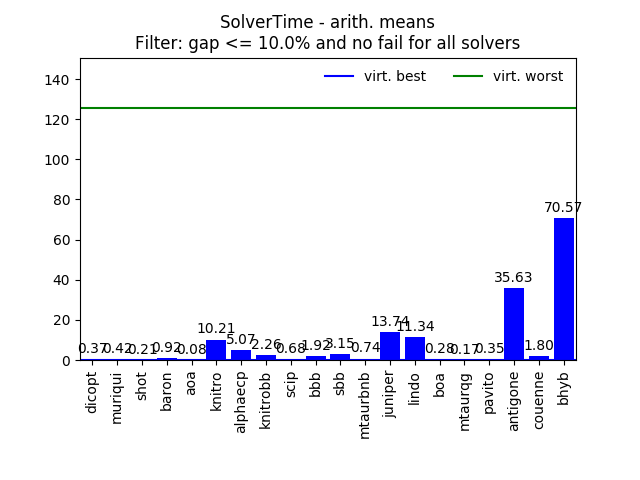 SolverTime - arith. means
Filter: gap <= 10.0% and no fail for all solvers
virt. best
virt. worst
140
120
100
80
60
40
20
0
0.37
0.42
0.21
0.92
0.08
10.21
5.07
2.26
0.68
1.92
3.15
0.74
13.74
11.34
0.28
0.17
0.35
35.63
1.80
70.57
dicopt
muriqui
shot
baron
aoa
knitro
alphaecp
knitrobb
scip
bbb
sbb
mtaurbnb
juniper
lindo
boa
mtaurqg
pavito
antigone
couenne
bhyb